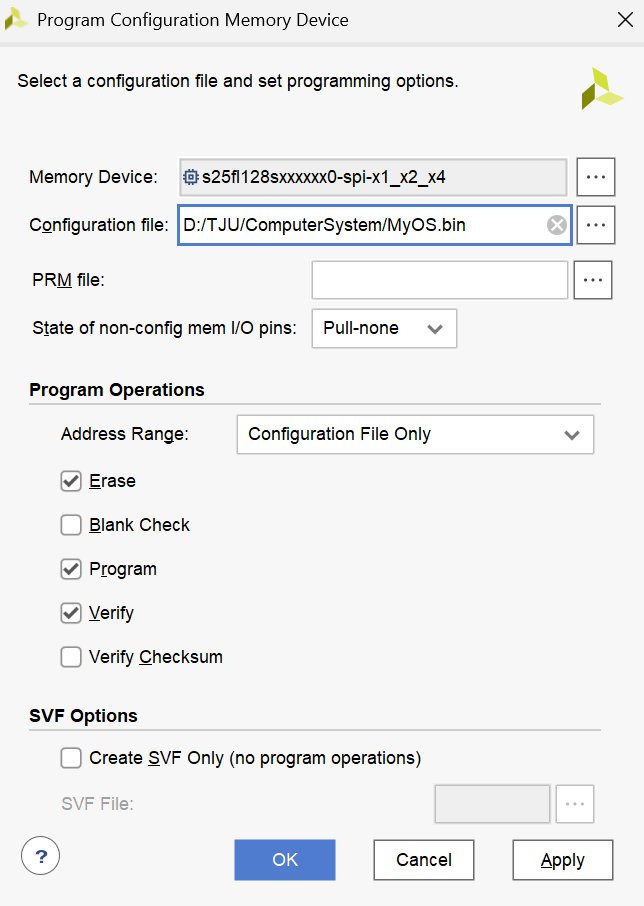 Program Configuration Memory Device
Select a configuration file and set programming options.
Memory Device: s25fl128sxxxxxx0-spi-x1_x2_x4 ...
Configuration file: D:/TJU/ComputerSystem/MyOS.bin ...
PRM file: ...
State of non-config mem I/O pins: Pull-none
Program Operations
Address Range: Configuration File Only
Erase
Blank Check
Program
Verify
Verify Checksum
SVF Options
Create SVF Only (no program operations)
SVF File: ...
? OK Cancel Apply